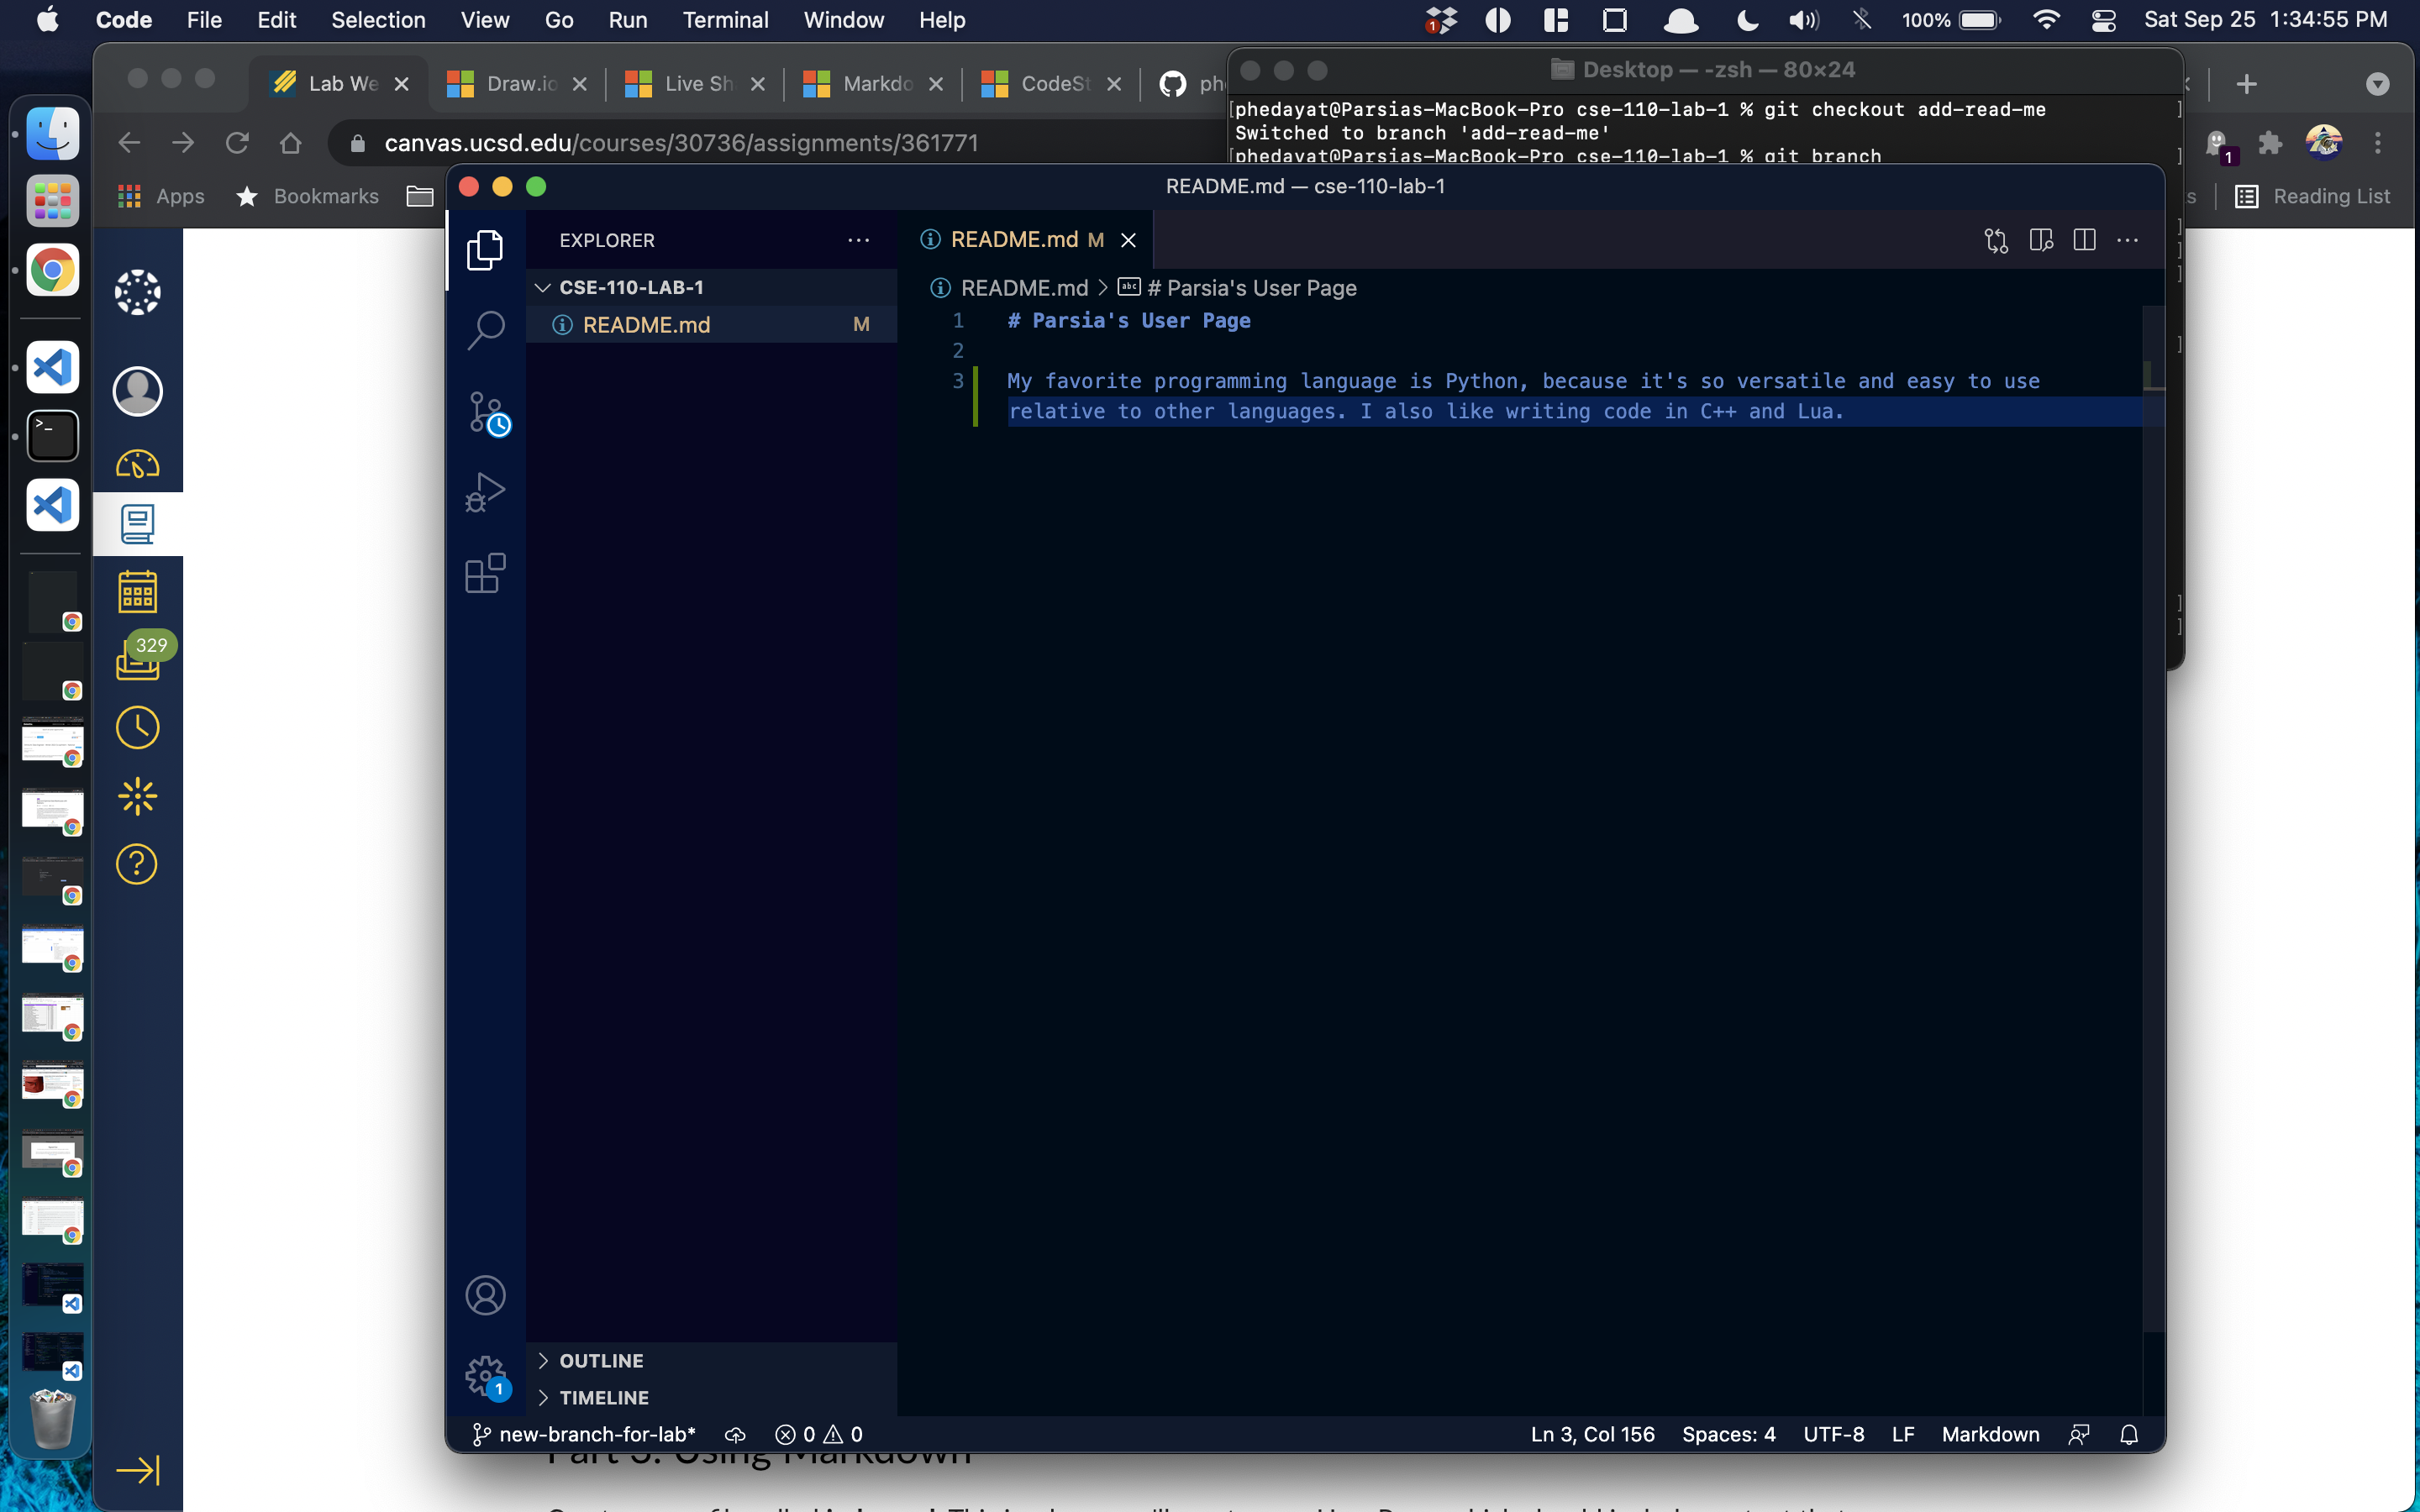 Code File Edit Selection View Go Run Terminal Window Help 1 100% Sat Sep 25 1:34:55 PM
Lab We Draw.io Live Sh Markdo CodeSt ph
Desktop — -zsh — 80×24
phedayat@Parsias-MacBook-Pro cse-110-lab-1 % git checkout add-read-me
Switched to branch 'add-read-me'
phedayat@Parsias-MacBook-Pro cse-110-lab-1 % git branch
canvas.ucsd.edu/courses/30736/assignments/361771
1
Apps Bookmarks Reading List
README.md — cse-110-lab-1
EXPLORER
README.md M
CSE-110-LAB-1
README.md M
README.md > abc # Parsia's User Page
1 # Parsia's User Page
2
3 My favorite programming language is Python, because it's so versatile and easy to use
relative to other languages. I also like writing code in C++ and Lua.
329
OUTLINE
TIMELINE
1
new-branch-for-lab* 0 0 Ln 3, Col 156 Spaces: 4 UTF-8 LF Markdown